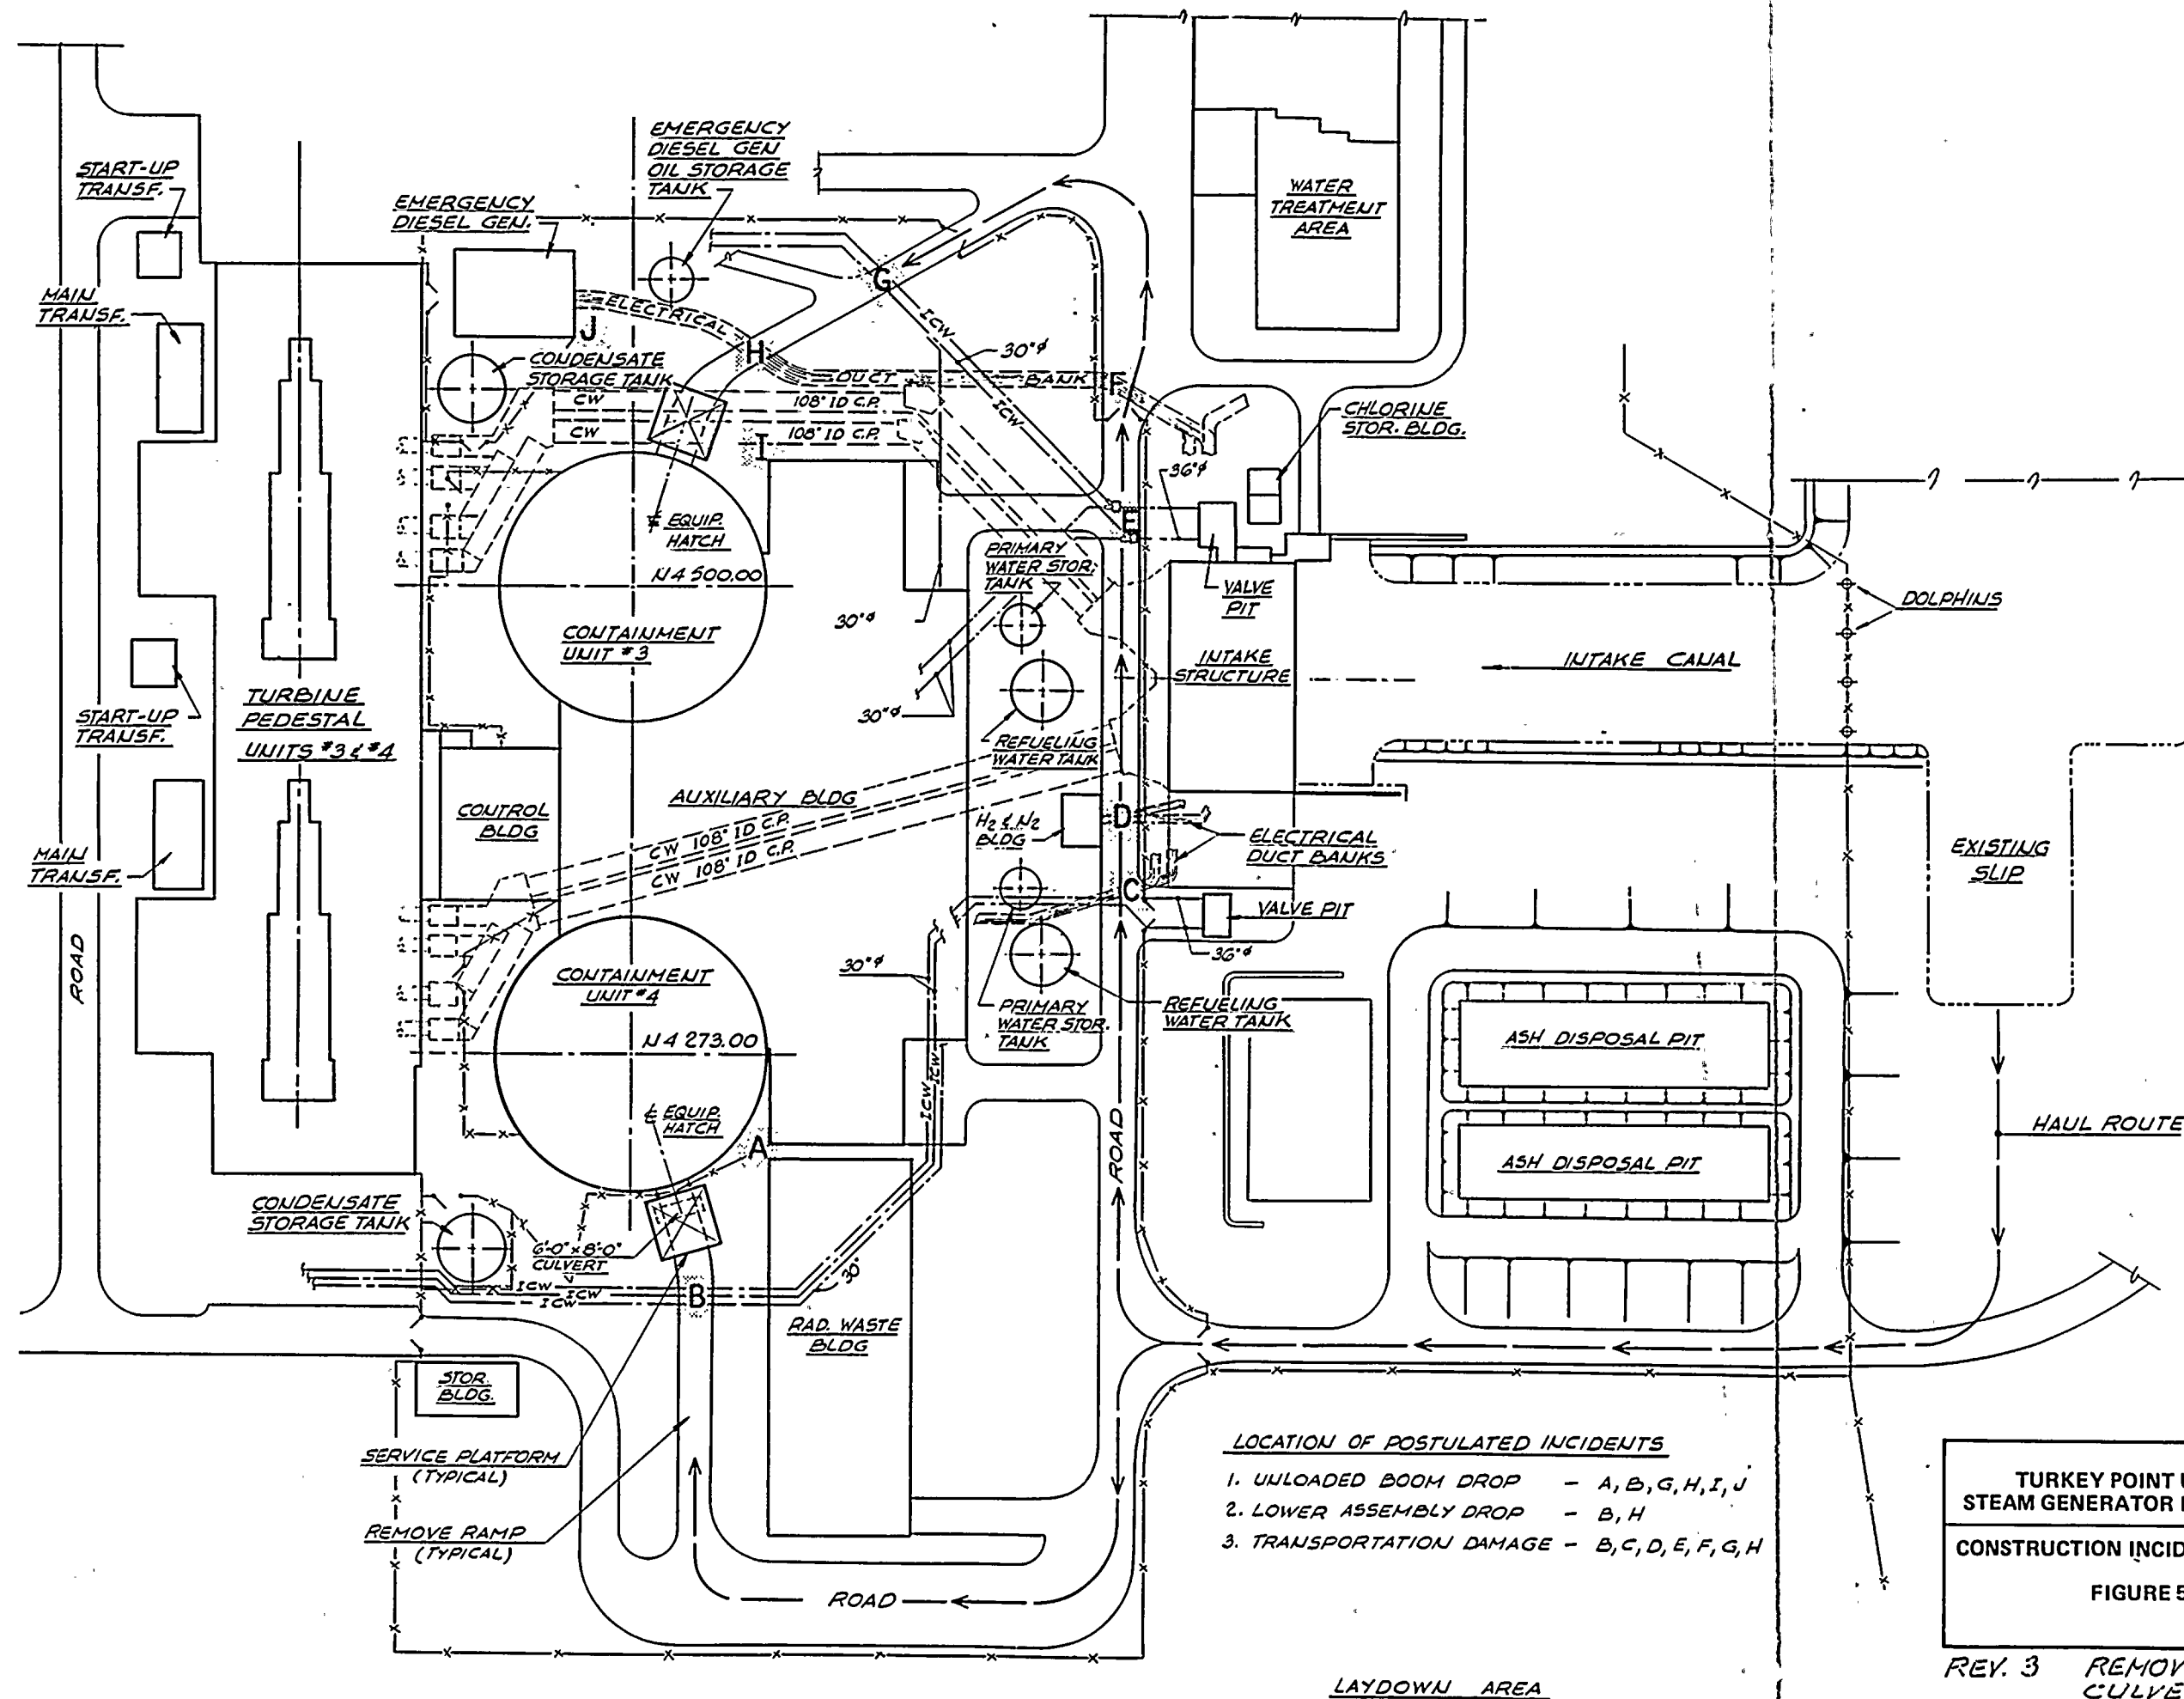 EMERGENCY
DIESEL GEN
OIL STORAGE
TANK
START-UP
TRANSF.
EMERGENCY
DIESEL GEN.
WATER
TREATMENT
AREA
MAIN
TRANSF.
G
ELECTRICAL
J
H
ICW
30"φ
CONDENSATE
STORAGE TANK
DUCT
BANK
F
CW
108" ID C.P.
ICW
CW
108" ID C.P.
I
CHLORINE
STOR. BLDG.
36"φ
E
℄ EQUIP.
HATCH
PRIMARY
WATER STOR.
TANK
N4 500.00
VALVE
PIT
DOLPHINS
30"φ
CONTAINMENT
UNIT #3
INTAKE
STRUCTURE
INTAKE CANAL
TURBINE
PEDESTAL
UNITS #3 & #4
START-UP
TRANSF.
30"φ
REFUELING
WATER TANK
AUXILIARY BLDG
CONTROL
BLDG
CW 108" ID C.P.
CW 108" ID C.P.
H2 & N2
BLDG
D
ELECTRICAL
DUCT BANKS
EXISTING
SLIP
MAIN
TRANSF.
C
VALVE PIT
ROAD
36"φ
30"φ
CONTAINMENT
UNIT #4
PRIMARY
WATER STOR.
TANK
REFUELING
WATER TANK
N4 273.00
ASH DISPOSAL PIT
ICW
ICW
℄ EQUIP.
HATCH
A
ROAD
HAUL ROUTE
ASH DISPOSAL PIT
CONDENSATE
STORAGE TANK
6'-0" x 8'-0"
CULVERT
30"
ICW
ICW
ICW
B
RAD. WASTE
BLDG
STOR.
BLDG.
SERVICE PLATFORM
(TYPICAL)
REMOVE RAMP
(TYPICAL)
ROAD
LOCATION OF POSTULATED INCIDENTS
1. UNLOADED BOOM DROP - A, B, G, H, I, J
2. LOWER ASSEMBLY DROP - B, H
3. TRANSPORTATION DAMAGE - B, C, D, E, F, G, H
TURKEY POINT
STEAM GENERATOR
CONSTRUCTION INCID
FIGURE 5
REV. 3 REMOV
CULVE
LAYDOWN AREA